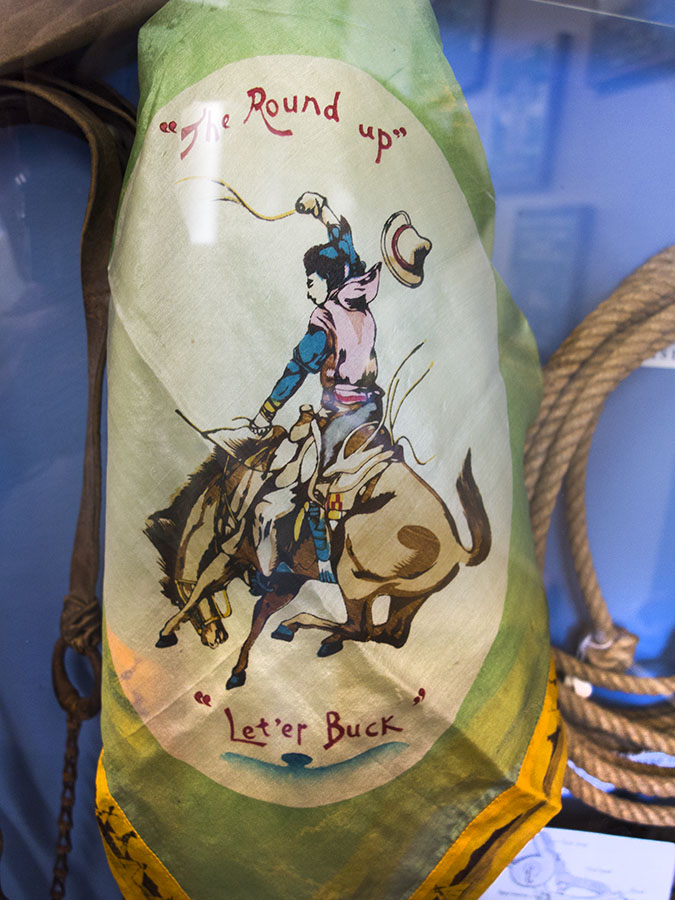 "The Round up"
"Let'er Buck"